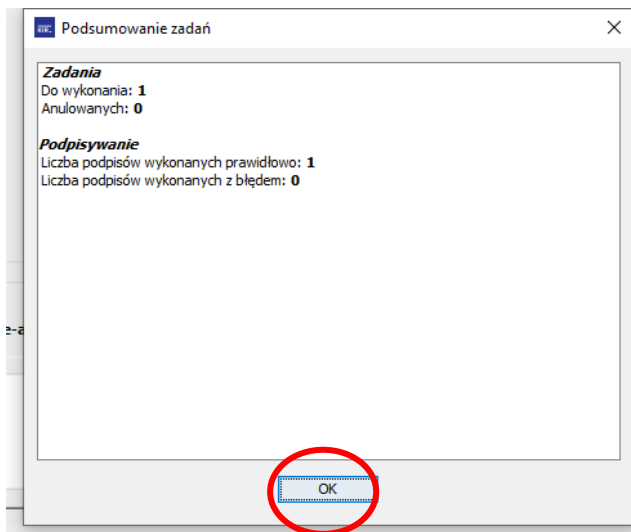 KIR
Podsumowanie zadań
Zadania
Do wykonania: 1
Anulowanych: 0
Podpisywanie
Liczba podpisów wykonanych prawidłowo: 1
Liczba podpisów wykonanych z błędem: 0
e-a
OK